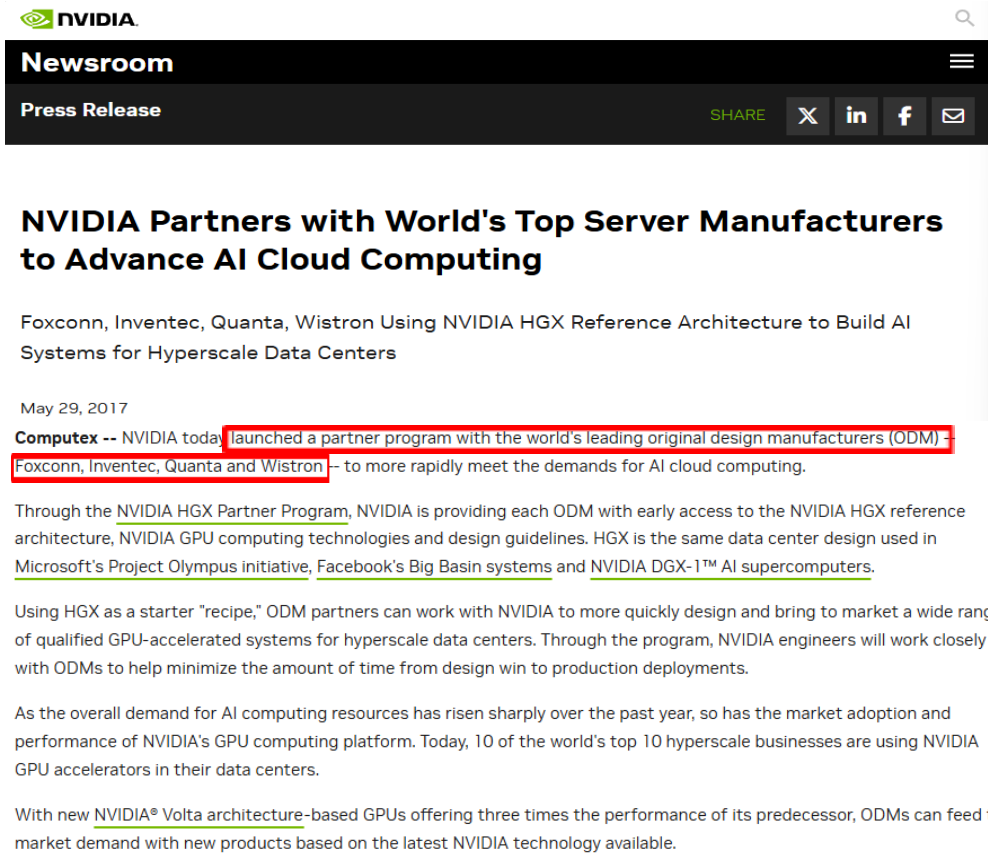 NVIDIA.
Newsroom
Press Release
SHARE
NVIDIA Partners with World's Top Server Manufacturers
to Advance AI Cloud Computing
Foxconn, Inventec, Quanta, Wistron Using NVIDIA HGX Reference Architecture to Build AI
Systems for Hyperscale Data Centers
May 29, 2017
Computex -- NVIDIA today launched a partner program with the world's leading original design manufacturers (ODM) --
Foxconn, Inventec, Quanta and Wistron -- to more rapidly meet the demands for AI cloud computing.
Through the NVIDIA HGX Partner Program, NVIDIA is providing each ODM with early access to the NVIDIA HGX reference
architecture, NVIDIA GPU computing technologies and design guidelines. HGX is the same data center design used in
Microsoft's Project Olympus initiative, Facebook's Big Basin systems and NVIDIA DGX-1™ AI supercomputers.
Using HGX as a starter "recipe," ODM partners can work with NVIDIA to more quickly design and bring to market a wide rang
of qualified GPU-accelerated systems for hyperscale data centers. Through the program, NVIDIA engineers will work closely
with ODMs to help minimize the amount of time from design win to production deployments.
As the overall demand for AI computing resources has risen sharply over the past year, so has the market adoption and
performance of NVIDIA's GPU computing platform. Today, 10 of the world's top 10 hyperscale businesses are using NVIDIA
GPU accelerators in their data centers.
With new NVIDIA® Volta architecture-based GPUs offering three times the performance of its predecessor, ODMs can feed
market demand with new products based on the latest NVIDIA technology available.